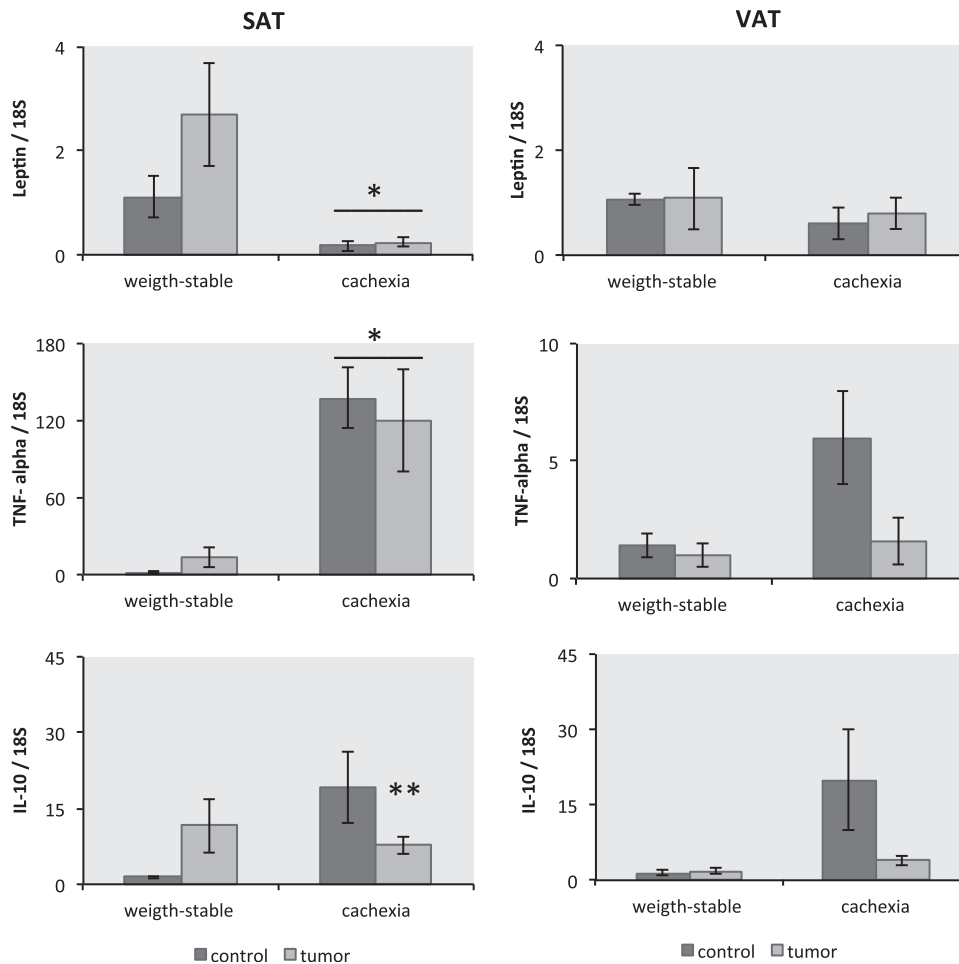 SAT
VAT
Leptin / 18S
4
2
0
*
weigth-stable
cachexia
Leptin / 18S
4
2
0
weigth-stable
cachexia
TNF- alpha / 18S
180
120
60
0
*
weigth-stable
cachexia
TNF-alpha / 18S
10
5
0
weigth-stable
cachexia
IL-10 / 18S
45
30
15
0
**
weigth-stable
cachexia
control
tumor
IL-10 / 18S
45
30
15
0
weigth-stable
cachexia
control
tumor